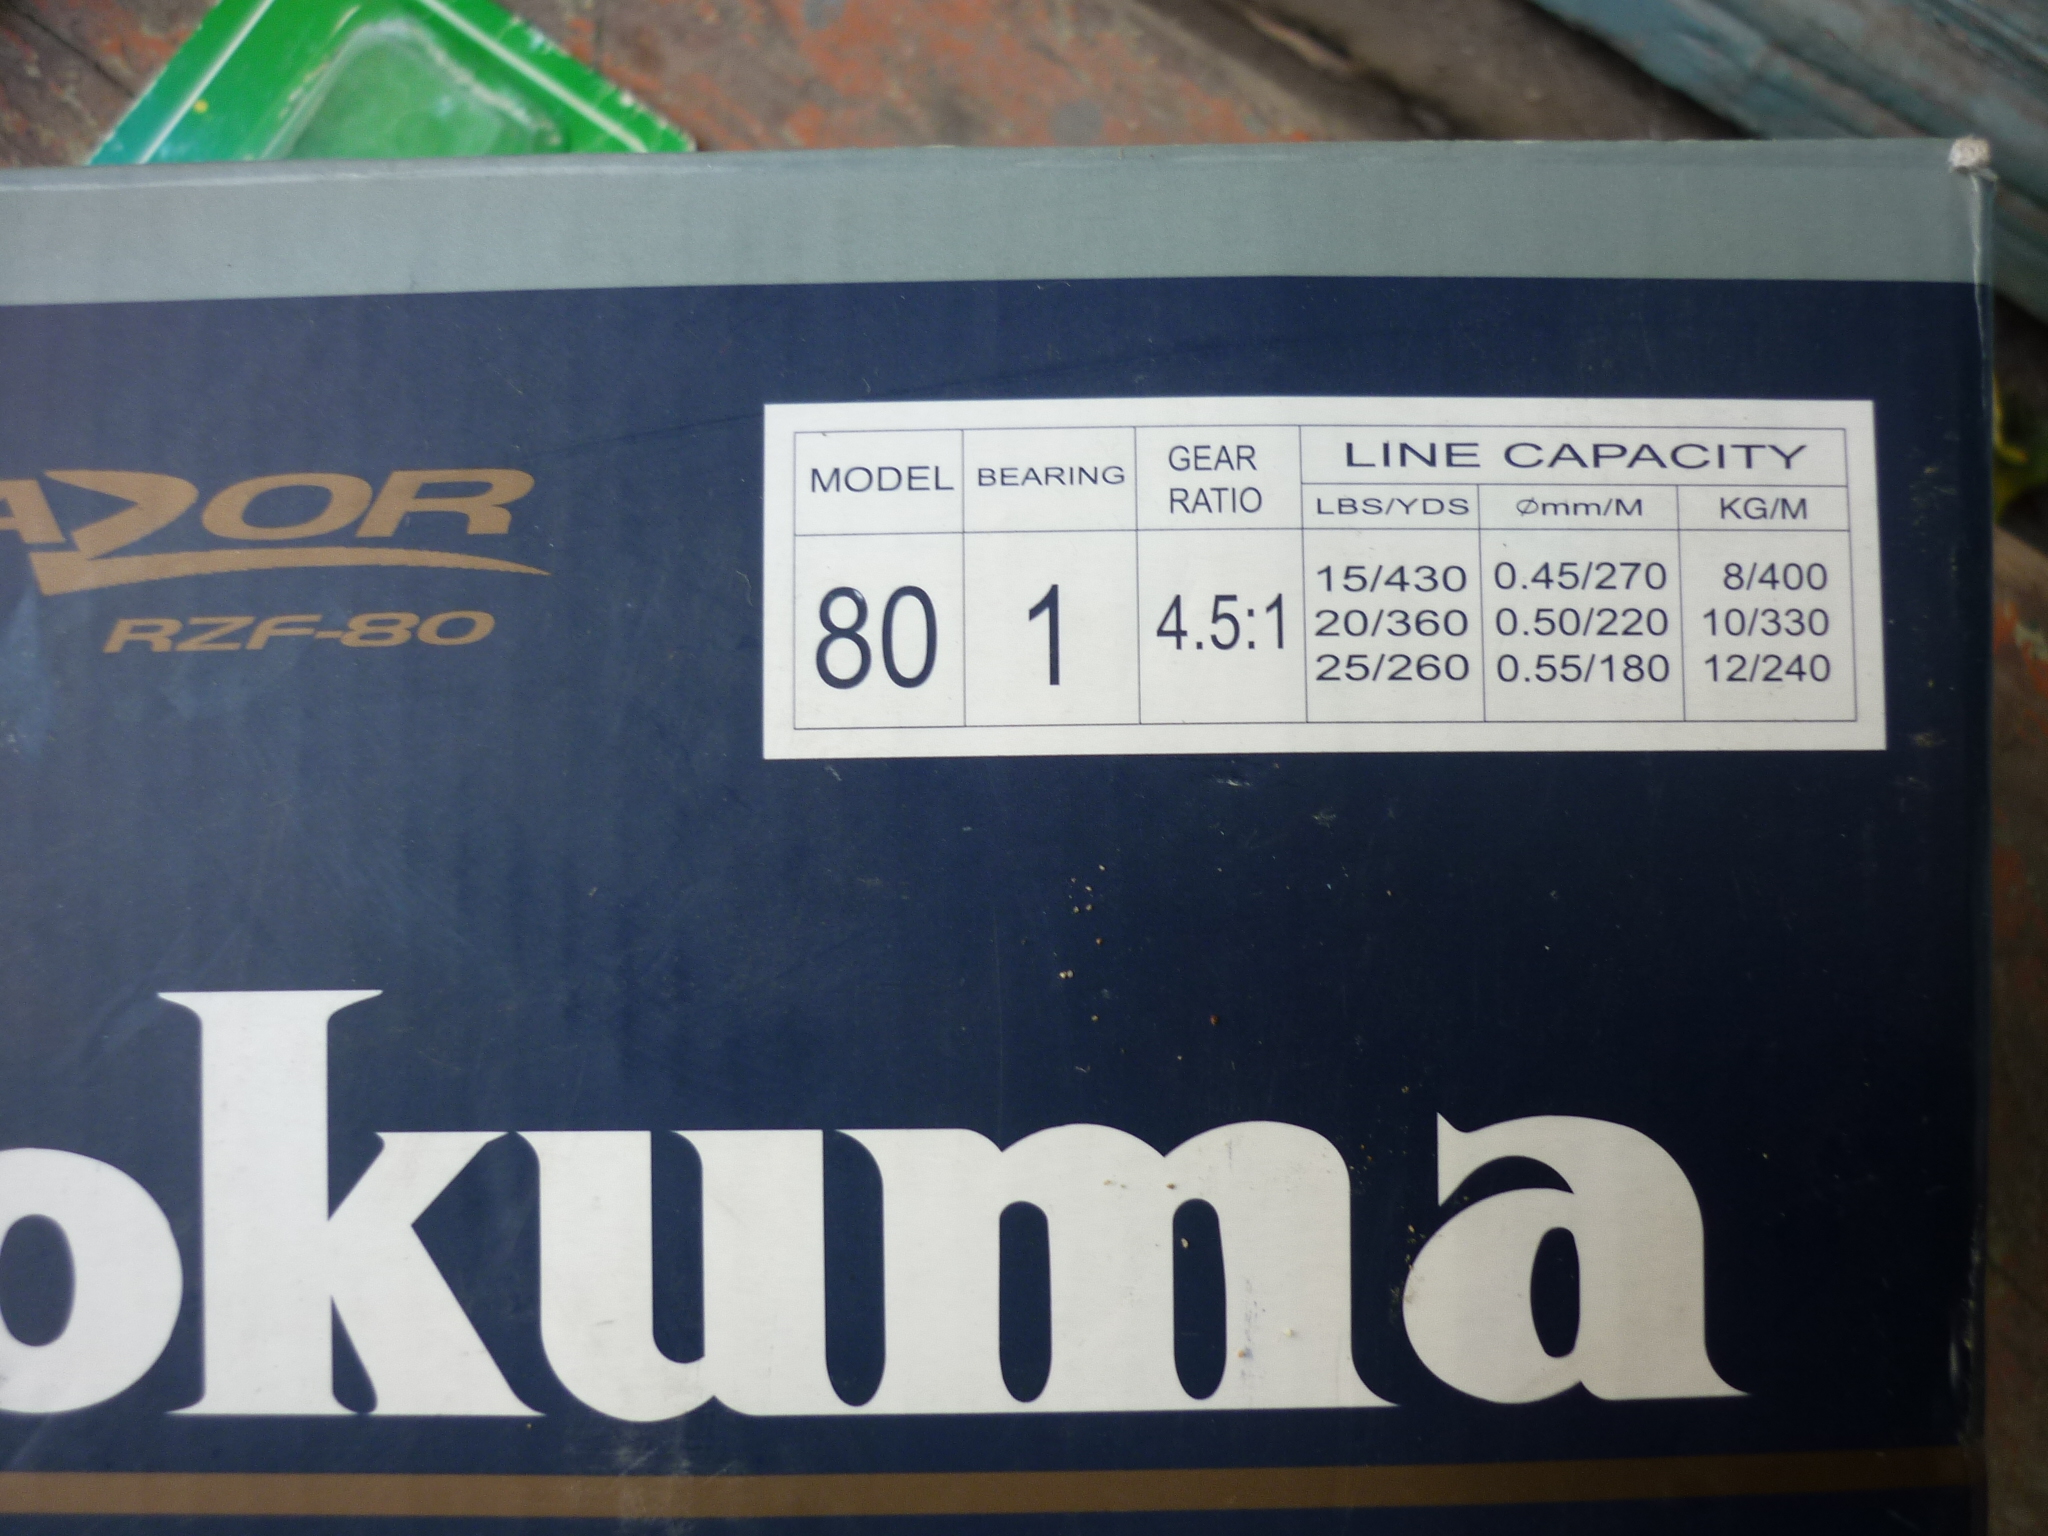 ADOR
RZF-80
MODEL BEARING GEAR RATIO LINE CAPACITY
LBS/YDS Ømm/M KG/M
80 1 4.5:1
15/430 0.45/270 8/400
20/360 0.50/220 10/330
25/260 0.55/180 12/240
okuma